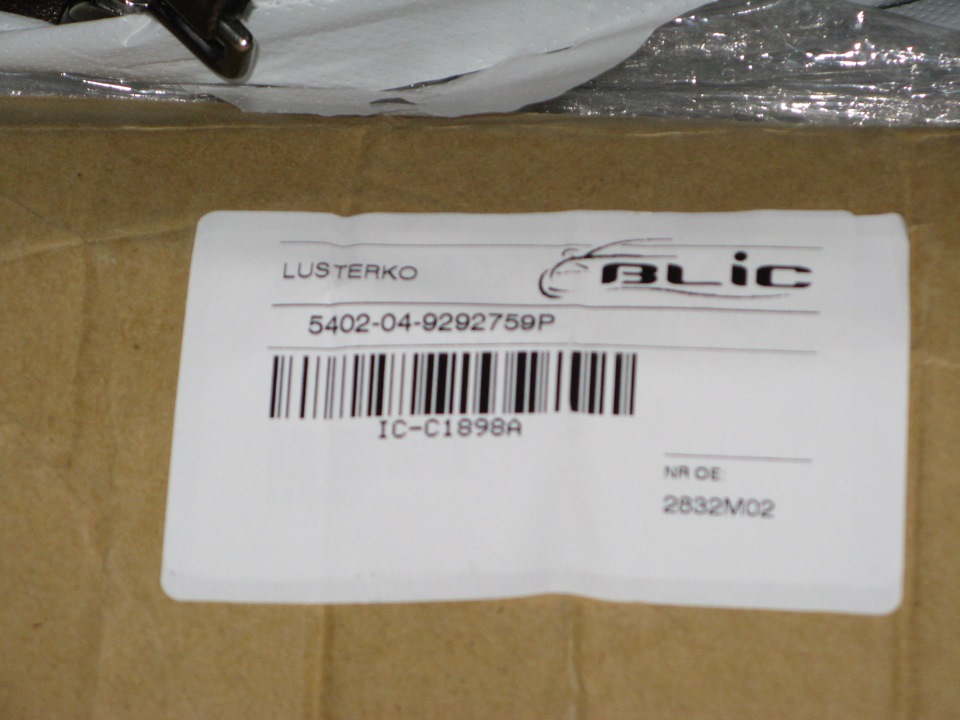 LUSTERKO
BLiC
5402-04-9292759P
IC-C1898A
NR OE:
2832M02